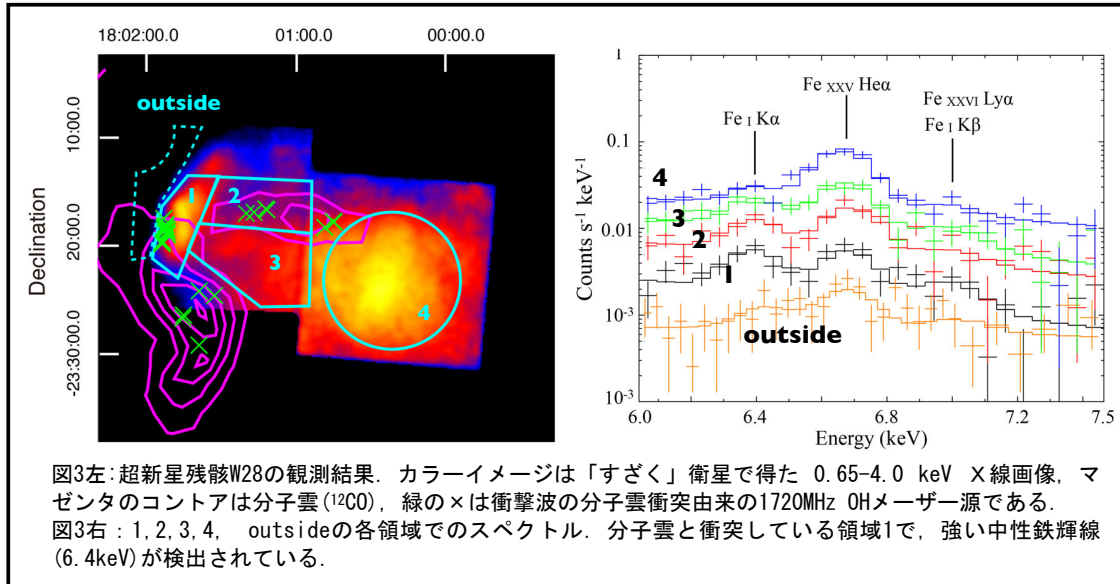 18:02:00.0 01:00.0 00:00.0
Declination
10:00.0
20:00.0
-23:30:00.0
outside
1
2
3
4
Counts s⁻¹ keV⁻¹
1
0.1
0.01
10⁻³
10⁻³
Fe I Kα
Fe XXV Heα
Fe XXVI Lyα
Fe I Kβ
4
3
2
1
outside
6.0 6.4 6.8 7.2 7.5
Energy (keV)
図3左:超新星残骸W28の観測結果. カラーイメージは「すざく」衛星で得た 0.65-4.0 keV X線画像, マ
ゼンタのコントアは分子雲(¹²CO), 緑の×は衝撃波の分子雲衝突由来の1720MHz OHメーザー源である.
図3右:1,2,3,4, outsideの各領域でのスペクトル. 分子雲と衝突している領域1で, 強い中性鉄輝線
(6.4keV)が検出されている.